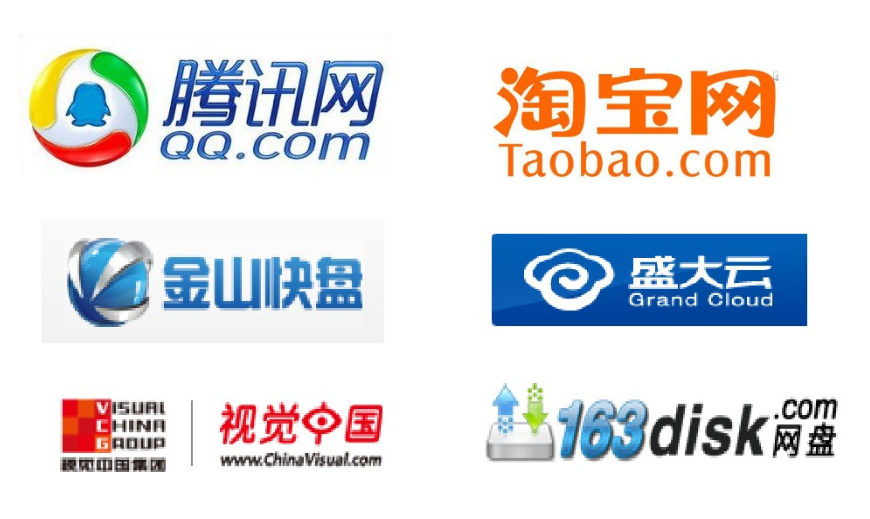 腾讯网
QQ.com
淘宝网
Taobao.com
金山快盘
盛大云
Grand Cloud
VISUAL
CHINA
GROUP
視觉中国集团
视觉中国
www.ChinaVisual.com
163disk.com
网盘